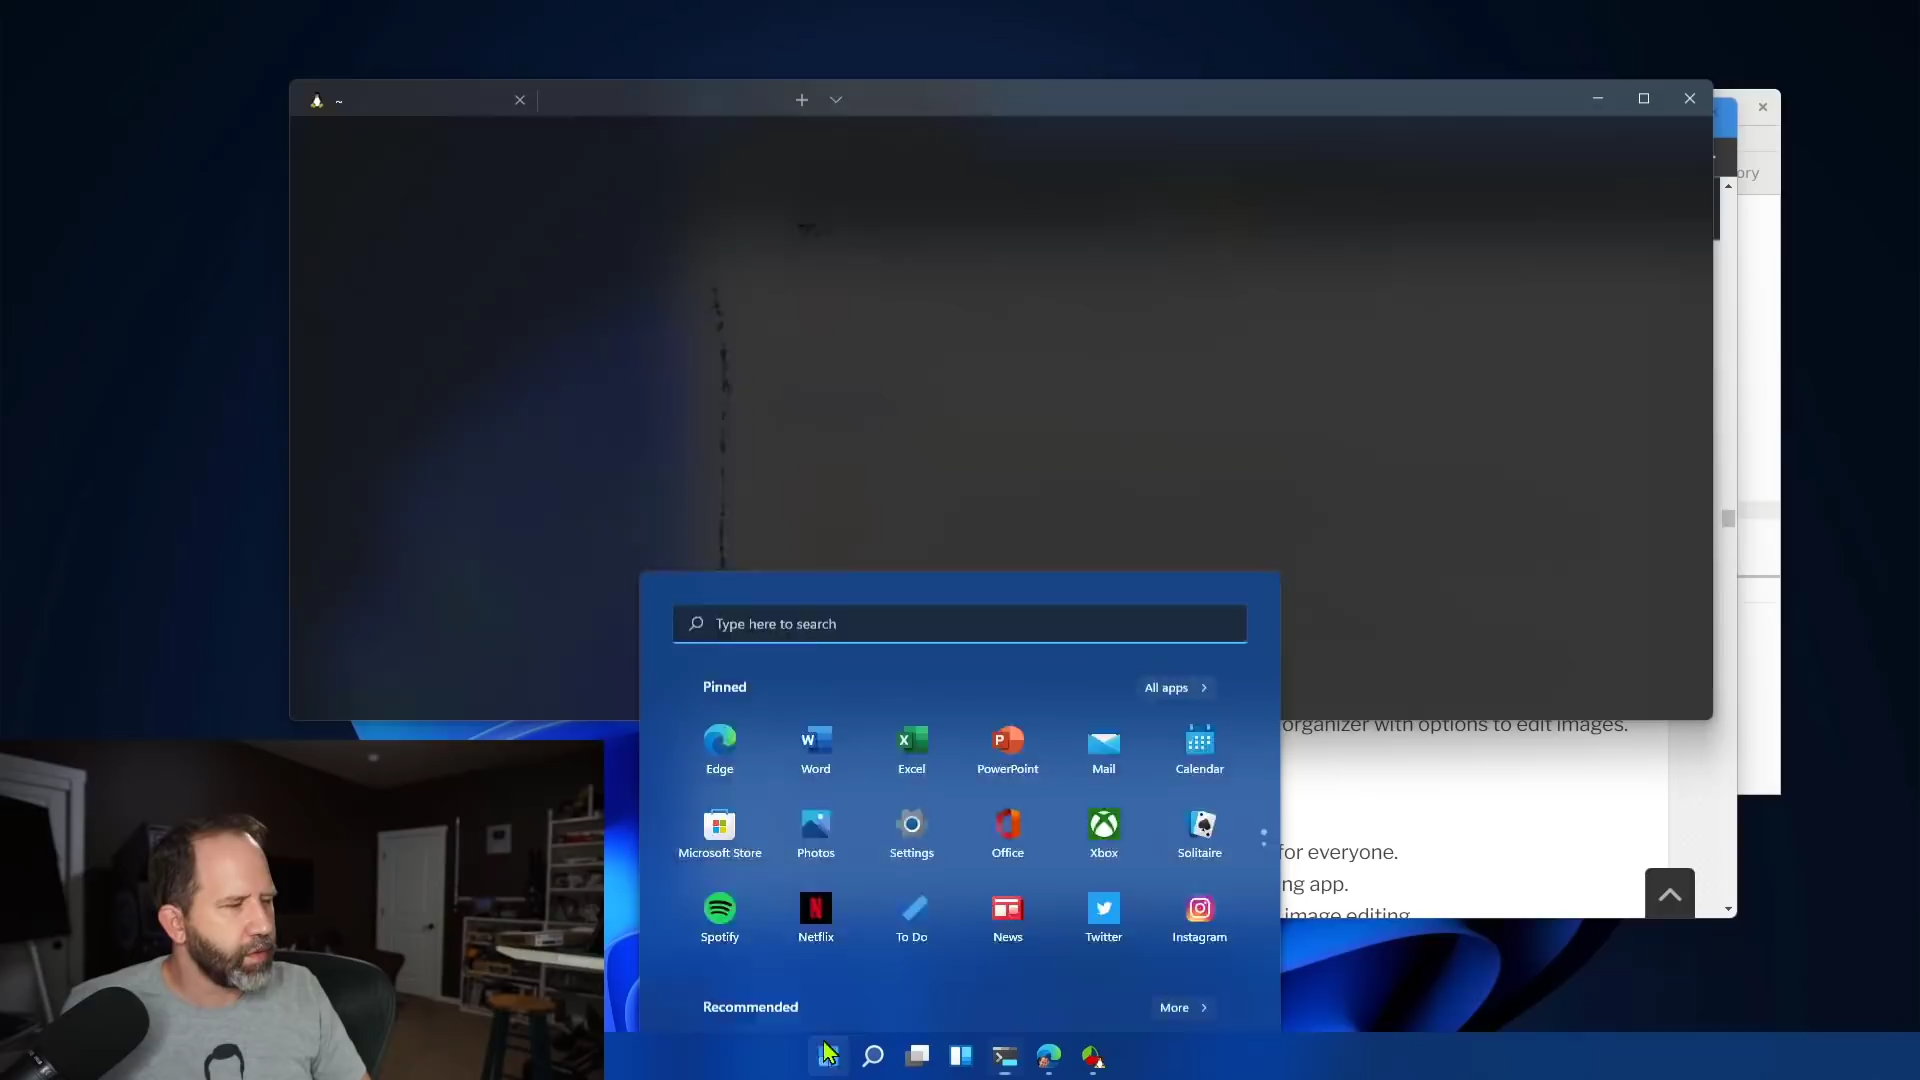 ~
ory
Type here to search
Pinned
All apps
Edge
Word
Excel
PowerPoint
Mail
Calendar
organizer with options to edit images.
Microsoft Store
Photos
Settings
Office
Xbox
Solitaire
for everyone.
ng app.
image editing
Spotify
Netflix
To Do
News
Twitter
Instagram
Recommended
More